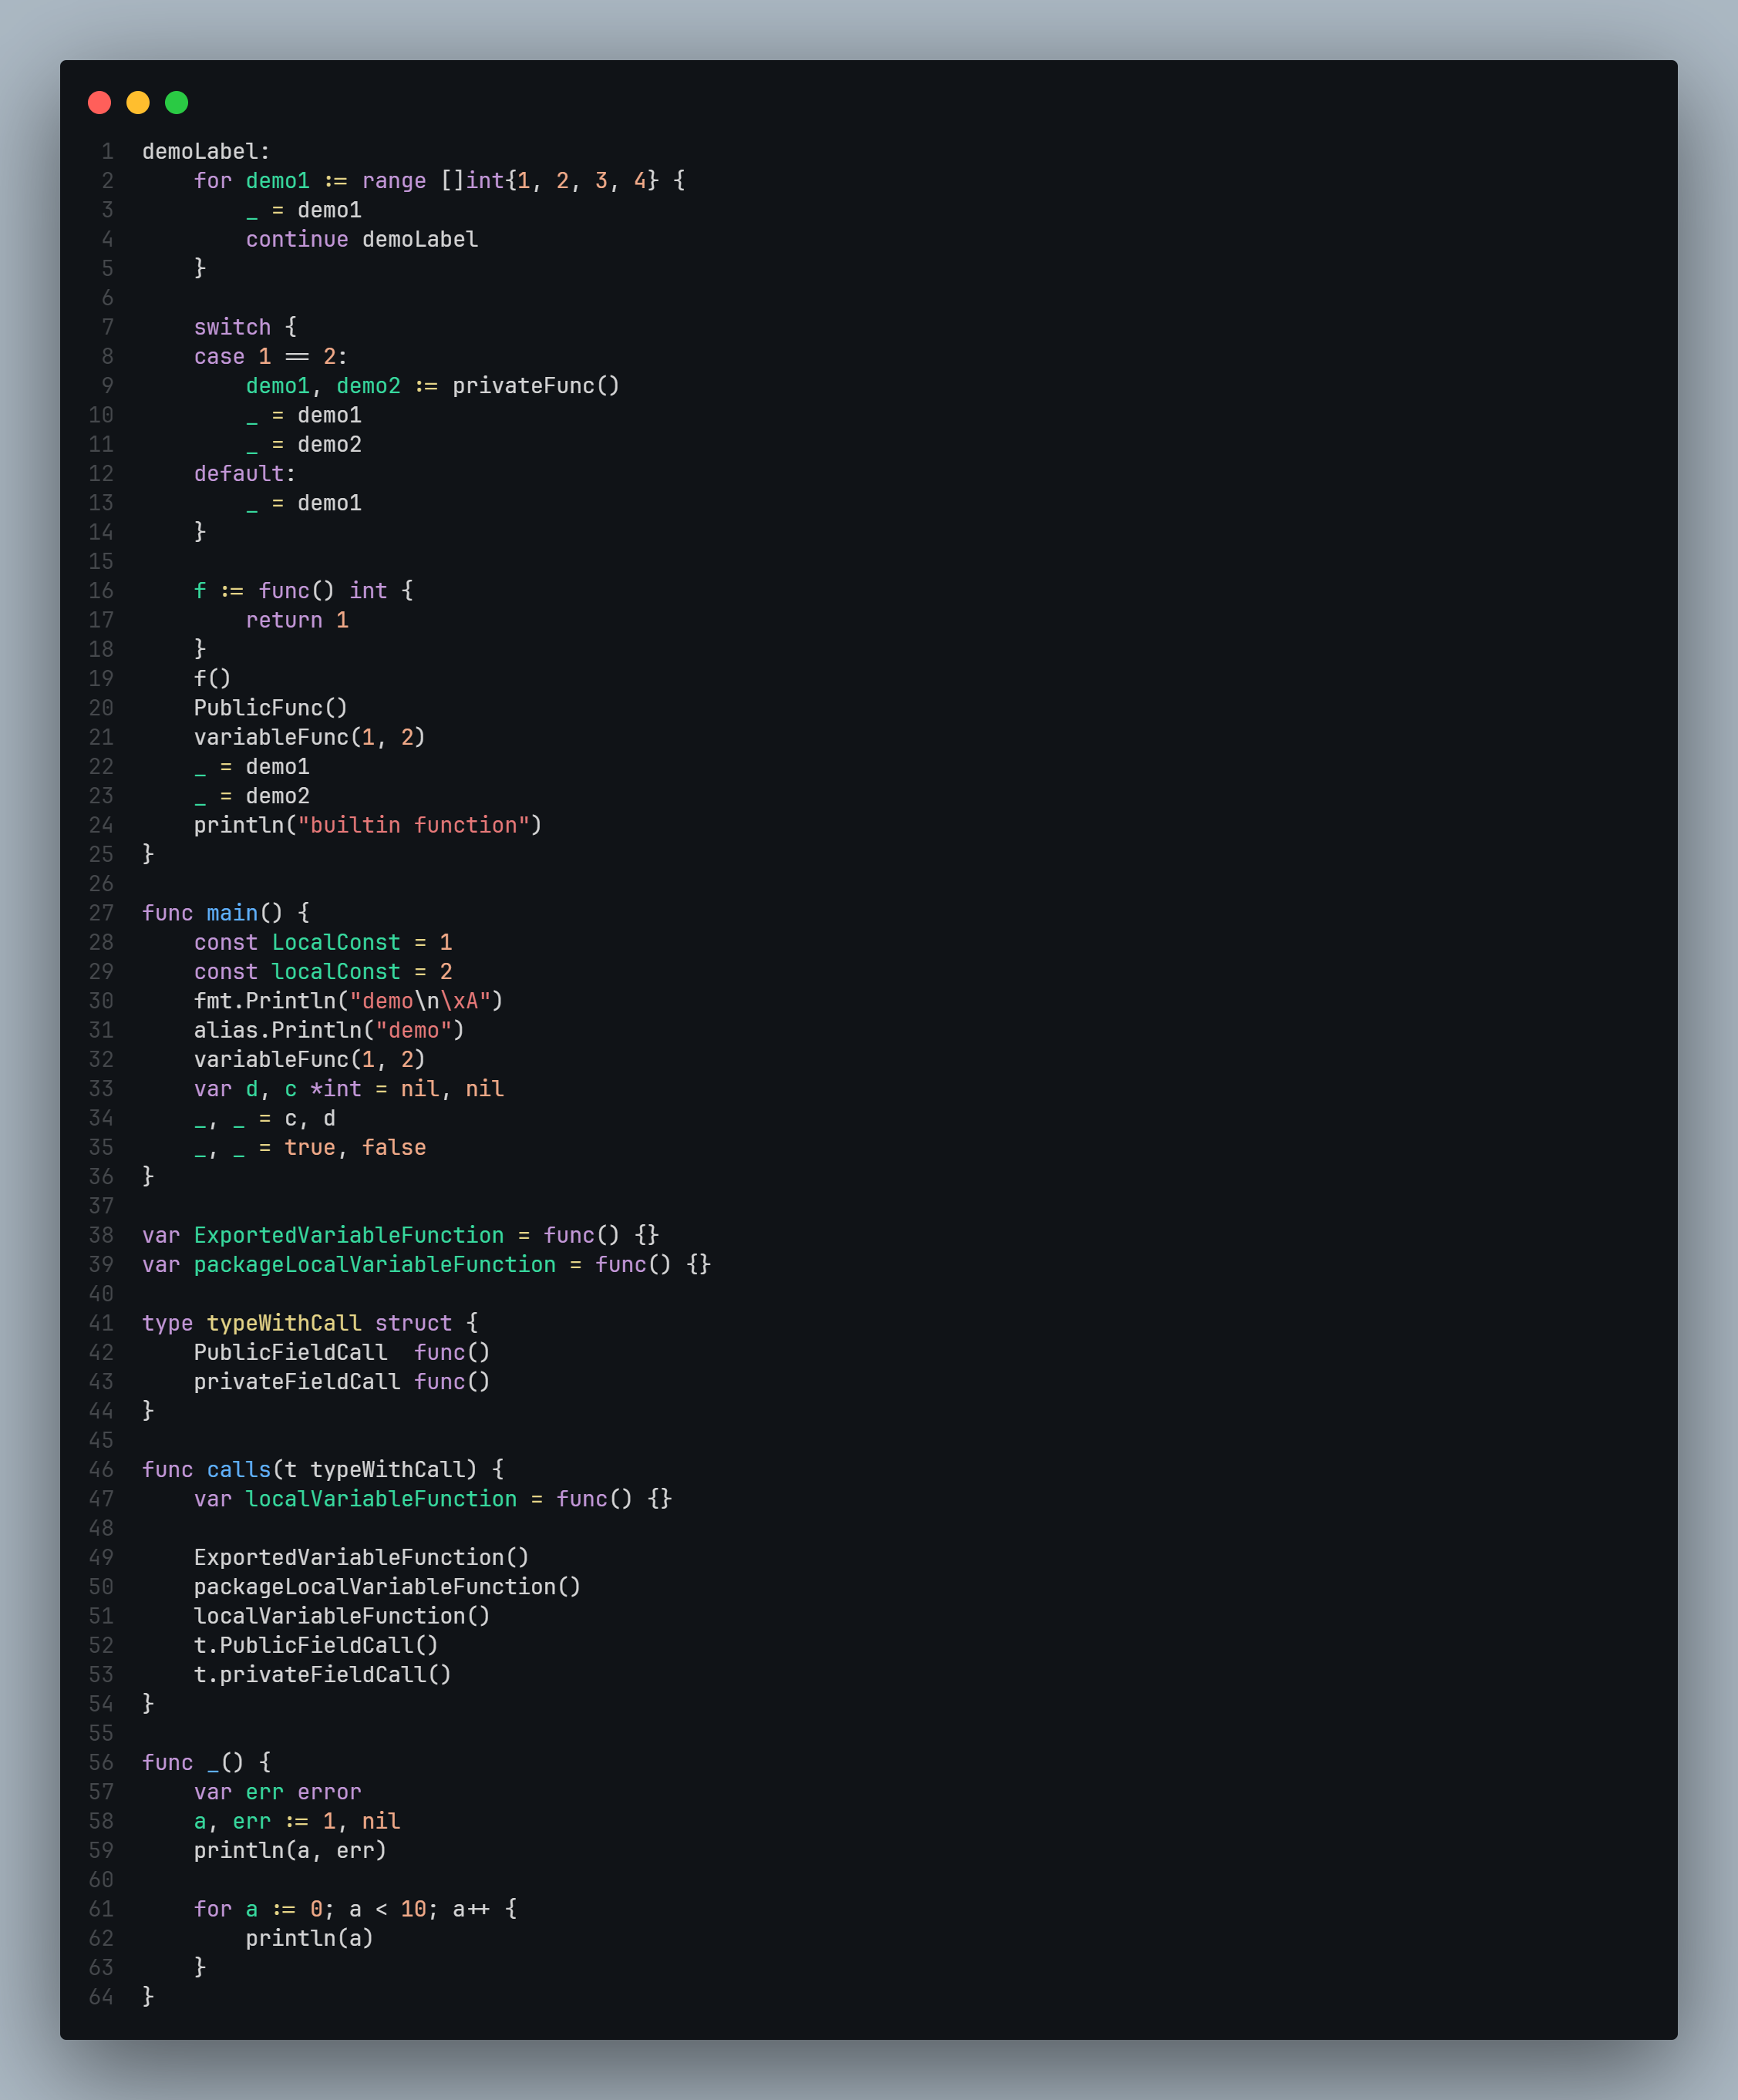 1 demoLabel:
2     for demo1 := range []int{1, 2, 3, 4} {
3         _ = demo1
4         continue demoLabel
5     }
6
7     switch {
8     case 1 == 2:
9         demo1, demo2 := privateFunc()
10         _ = demo1
11         _ = demo2
12     default:
13         _ = demo1
14     }
15
16     f := func() int {
17         return 1
18     }
19     f()
20     PublicFunc()
21     variableFunc(1, 2)
22     _ = demo1
23     _ = demo2
24     println("builtin function")
25 }
26
27 func main() {
28     const LocalConst = 1
29     const localConst = 2
30     fmt.Println("demo\n\xA")
31     alias.Println("demo")
32     variableFunc(1, 2)
33     var d, c *int = nil, nil
34     _, _ = c, d
35     _, _ = true, false
36 }
37
38 var ExportedVariableFunction = func() {}
39 var packageLocalVariableFunction = func() {}
40
41 type typeWithCall struct {
42     PublicFieldCall  func()
43     privateFieldCall func()
44 }
45
46 func calls(t typeWithCall) {
47     var localVariableFunction = func() {}
48
49     ExportedVariableFunction()
50     packageLocalVariableFunction()
51     localVariableFunction()
52     t.PublicFieldCall()
53     t.privateFieldCall()
54 }
55
56 func _() {
57     var err error
58     a, err := 1, nil
59     println(a, err)
60
61     for a := 0; a < 10; a++ {
62         println(a)
63     }
64 }